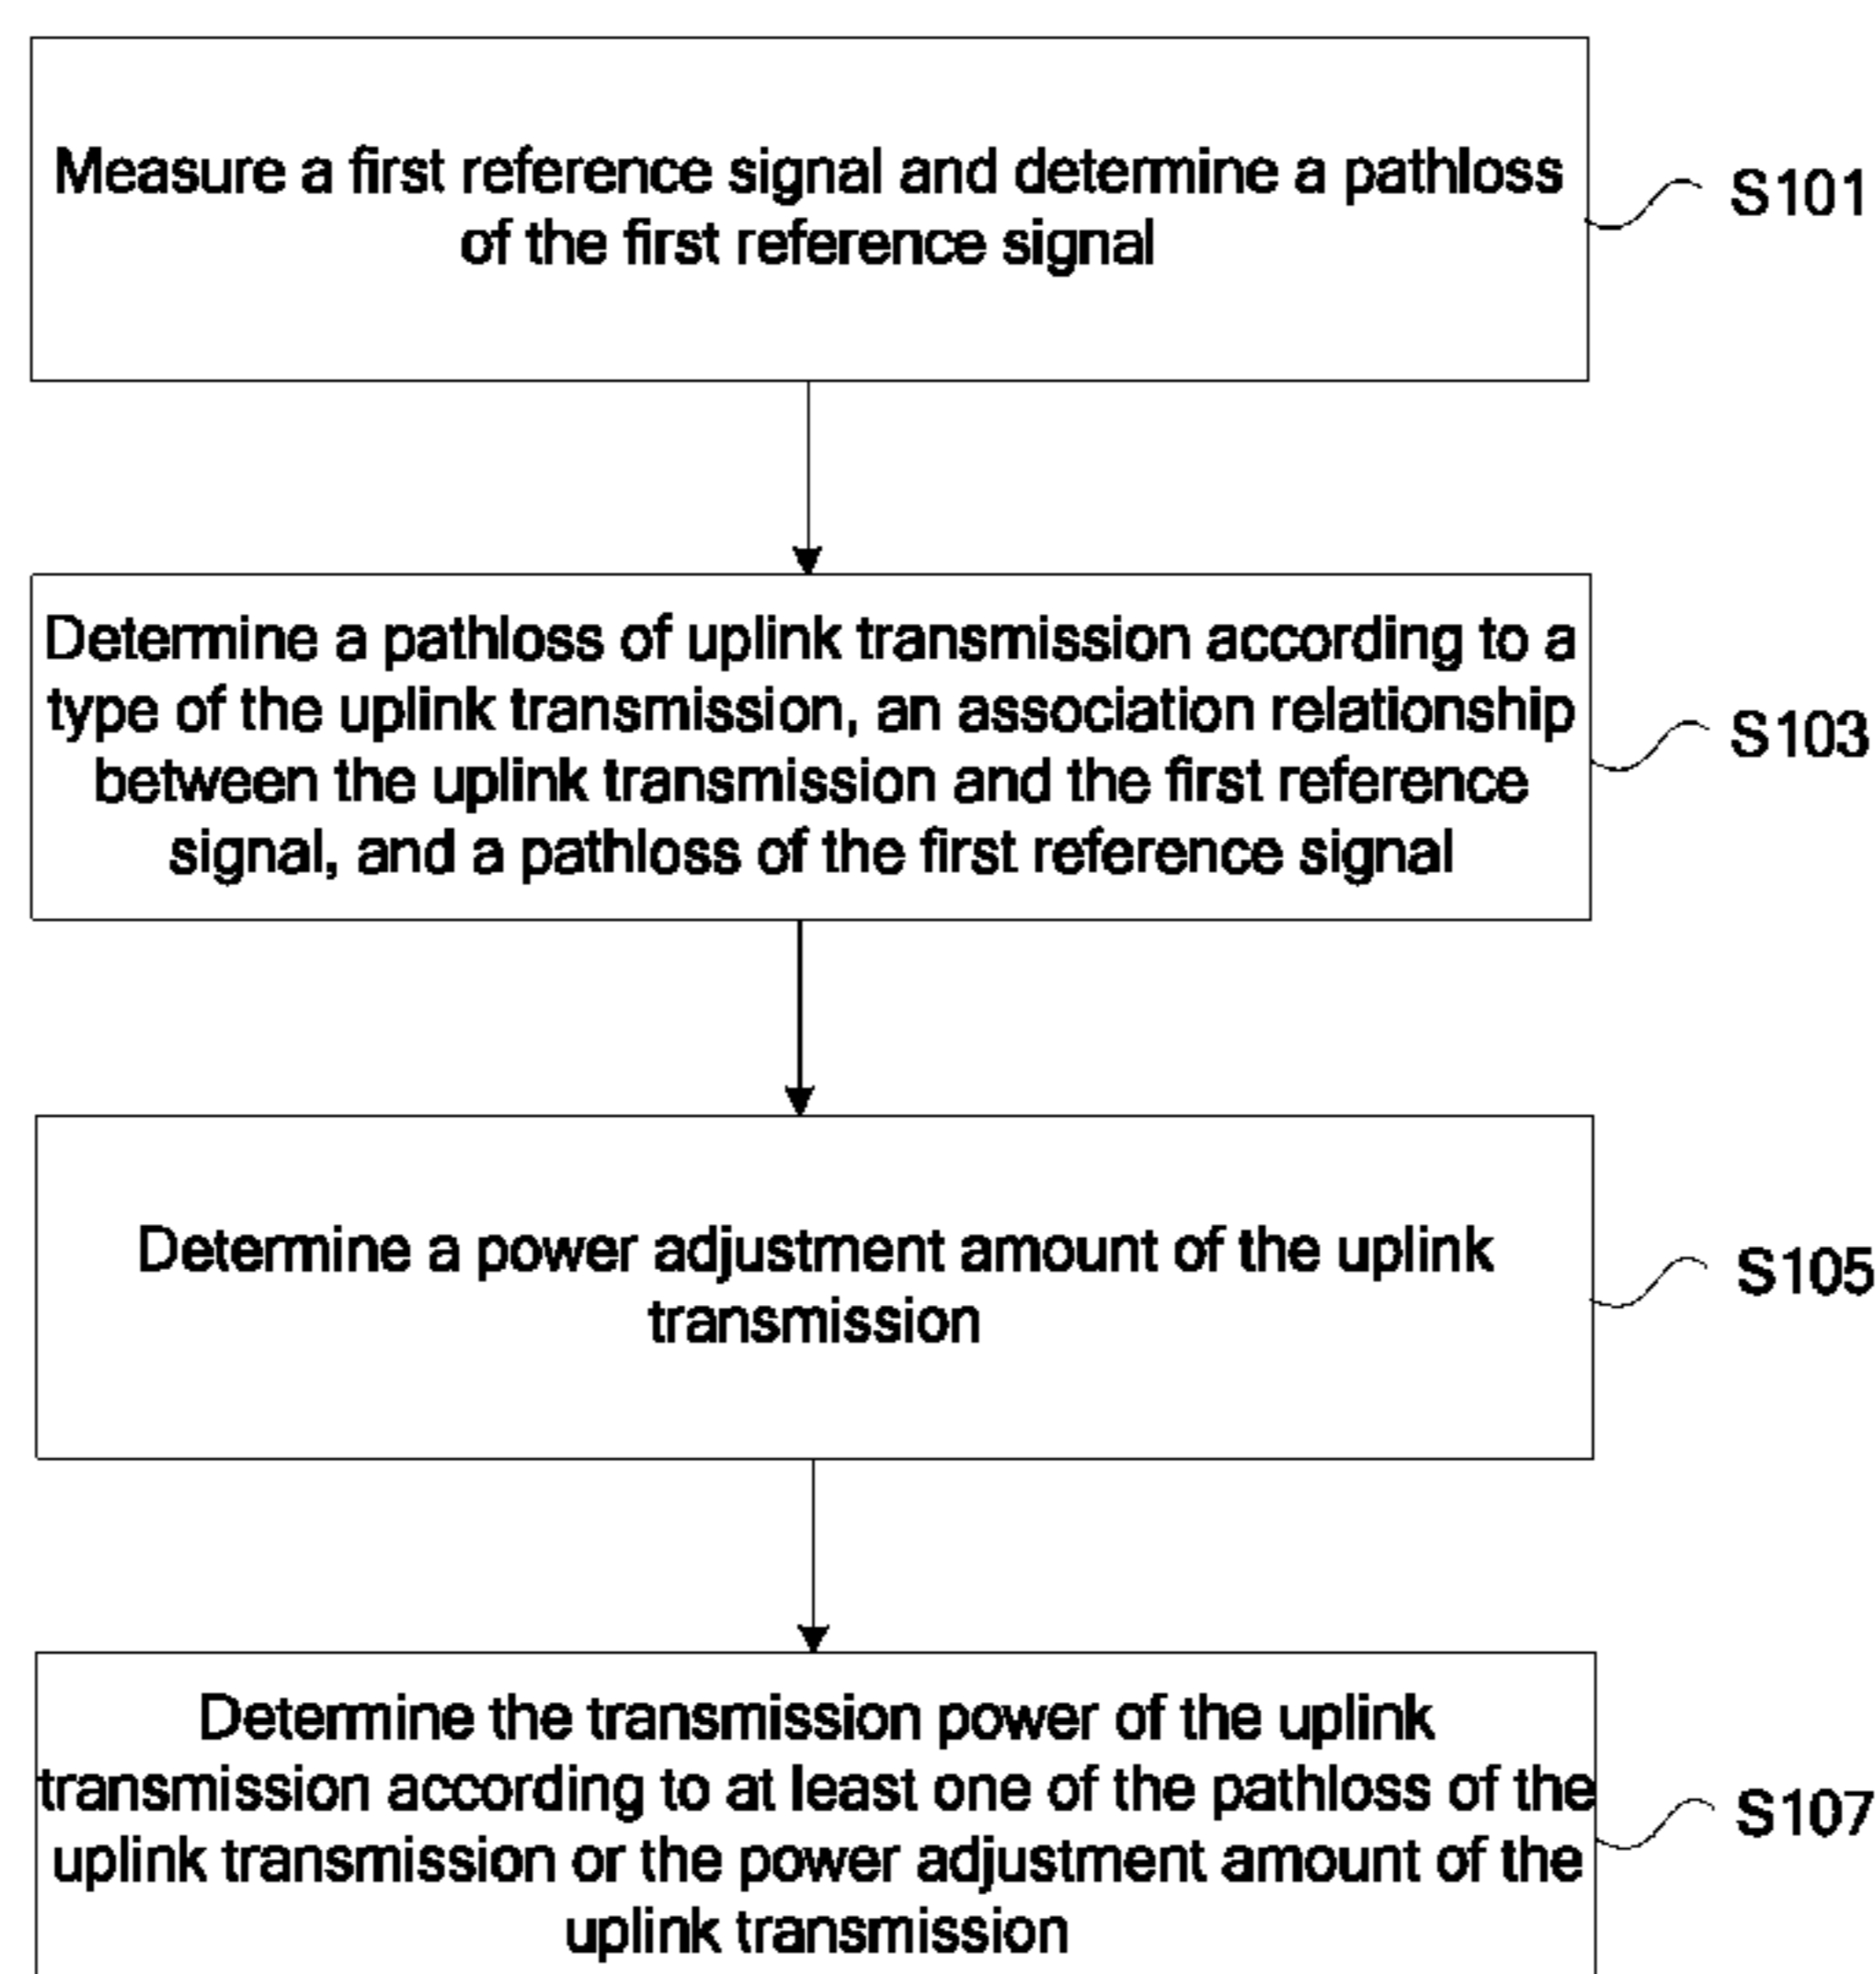 Measure a first reference signal and determine a pathloss
of the first reference signal
S101
Determine a pathloss of uplink transmission according to a
type of the uplink transmission, an association relationship
between the uplink transmission and the first reference
signal, and a pathloss of the first reference signal
S103
Determine a power adjustment amount of the uplink
transmission
S105
Determine the transmission power of the uplink
transmission according to at least one of the pathloss of the
uplink transmission or the power adjustment amount of the
uplink transmission
S107